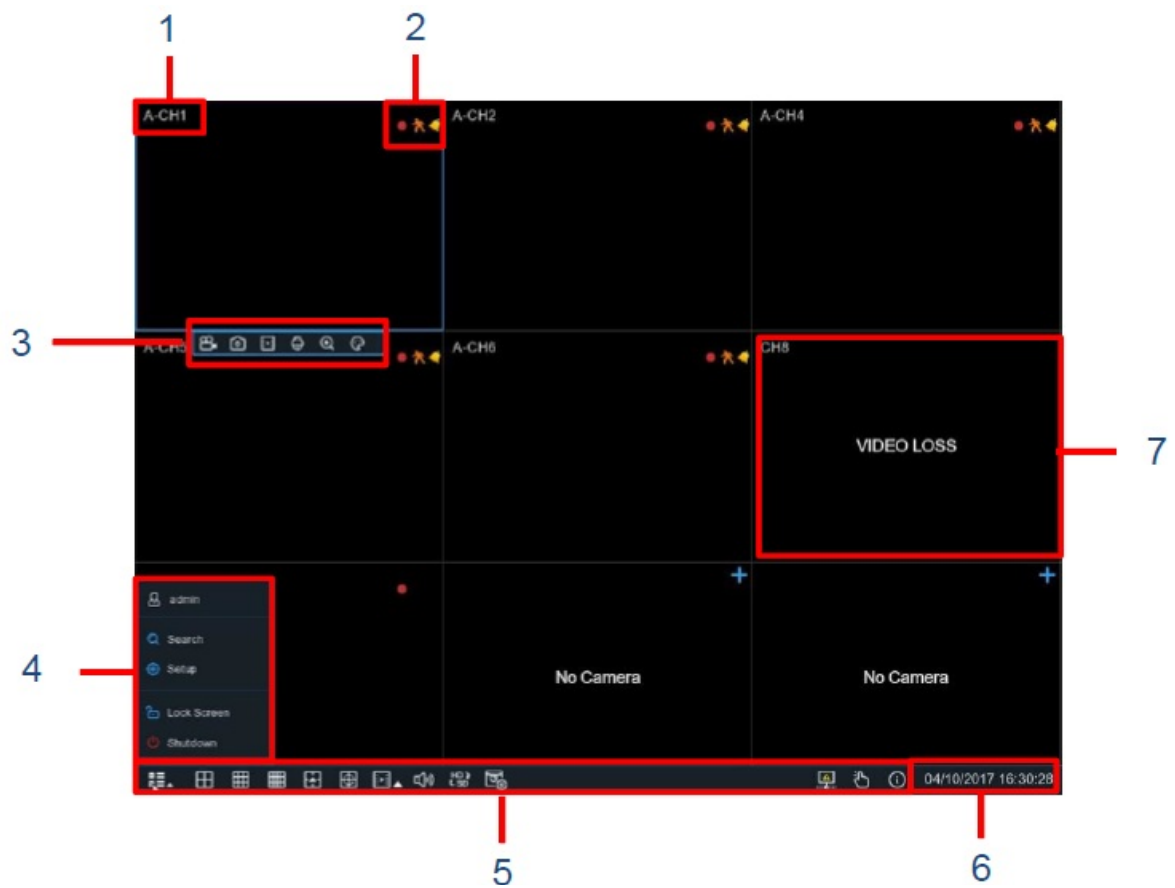 1
2
A-CH1
A-CH2
A-CH4
3
A-CH5
A-CH6
CH8
VIDEO LOSS
7
admin
Search
Setup
4
Lock Screen
Shutdown
No Camera
No Camera
04/10/2017 16:30:28
5
6